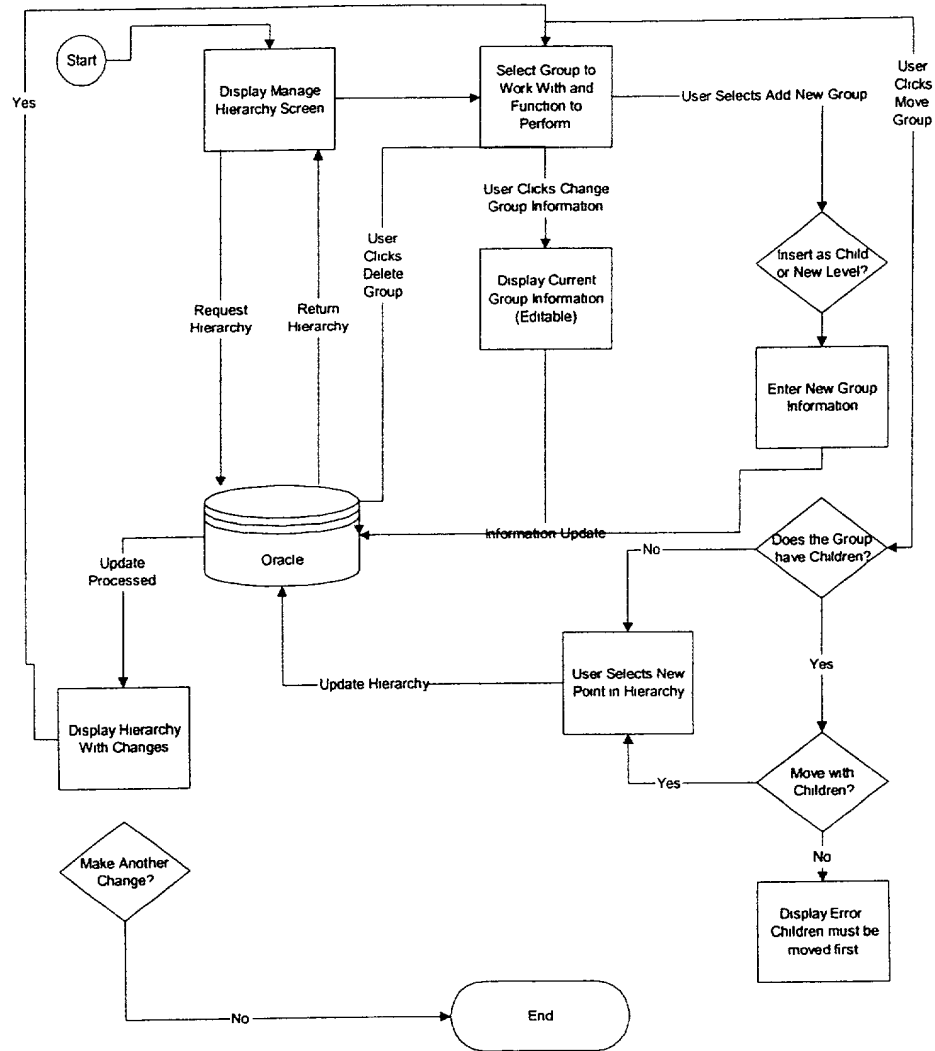 Start
Yes
Display Manage
Hierarchy Screen
Select Group to
Work With and
Function to
Perform
User Selects Add New Group
User
Clicks
Move
Group
User Clicks Change
Group Information
User
Clicks
Delete
Group
Insert as Child
or New Level?
Request
Hierarchy
Return
Hierarchy
Display Current
Group Information
(Editable)
Enter New Group
Information
Information Update
Oracle
Does the Group
have Children?
No
Update
Processed
Yes
User Selects New
Point in Hierarchy
Update Hierarchy
Display Hierarchy
With Changes
Move with
Children?
Yes
No
Make Another
Change?
Display Error
Children must be
moved first
No
End